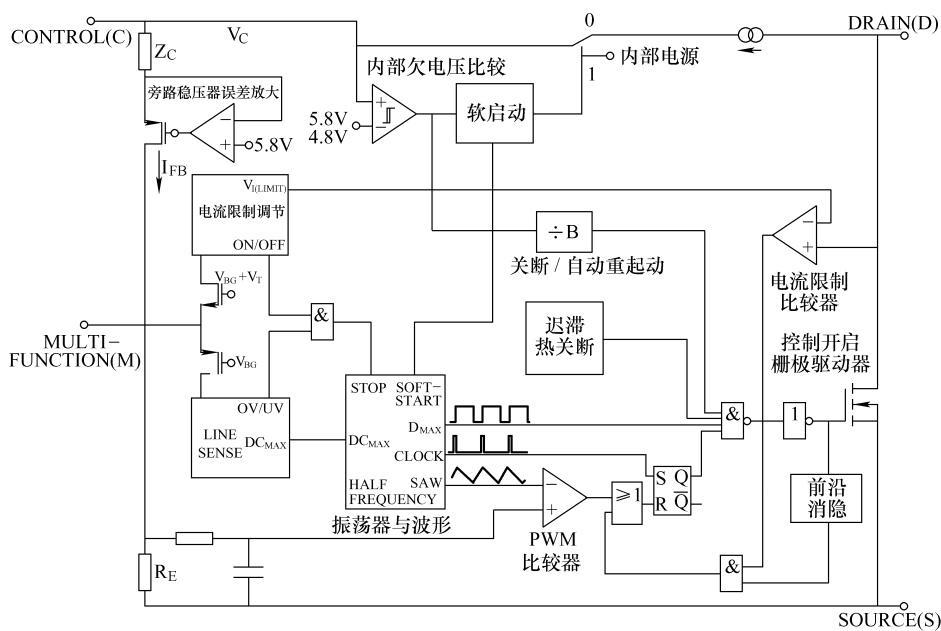 0
DRAIN(D)
CONTROL(C)
V_C
Z_C
内部欠电压比较
内部电源
1
旁路稳压器误差放大
+
−
5.8V
4.8V
软启动
−
+
5.8V
I_FB
V_I(LIMIT)
电流限制调节
ON/OFF
÷B
关断/自动重起动
−
+
电流限制
比较器
V_BG+V_T
&
MULTI−
FUNCTION(M)
迟滞
热关断
控制开启
栅极驱动器
V_BG
STOP
SOFT−
START
OV/UV
LINE
SENSE
DC_MAX
DC_MAX
D_MAX
CLOCK
HALF
FREQUENCY
SAW
振荡器与波形
&
1
S Q
R Q̅
≥1
−
+
PWM
比较器
前沿
消隐
R_E
&
SOURCE(S)